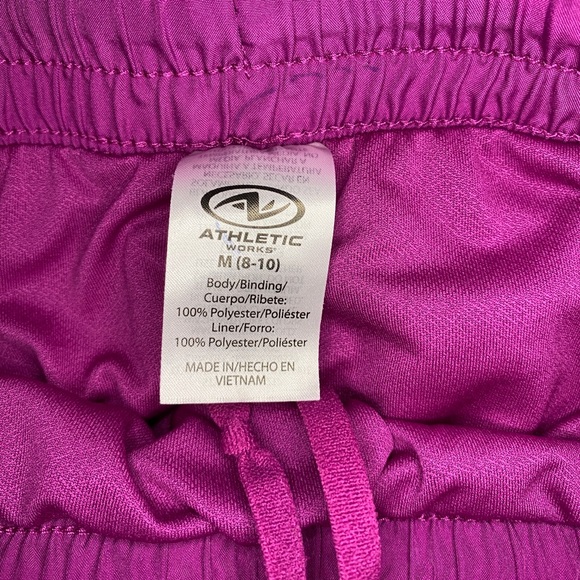 ATHLETIC
WORKS®
M (8-10)
Body/Binding/
Cuerpo/Ribete:
100% Polyester/Poliéster
Liner/Forro:
100% Polyester/Poliéster
MADE IN/HECHO EN
VIETNAM